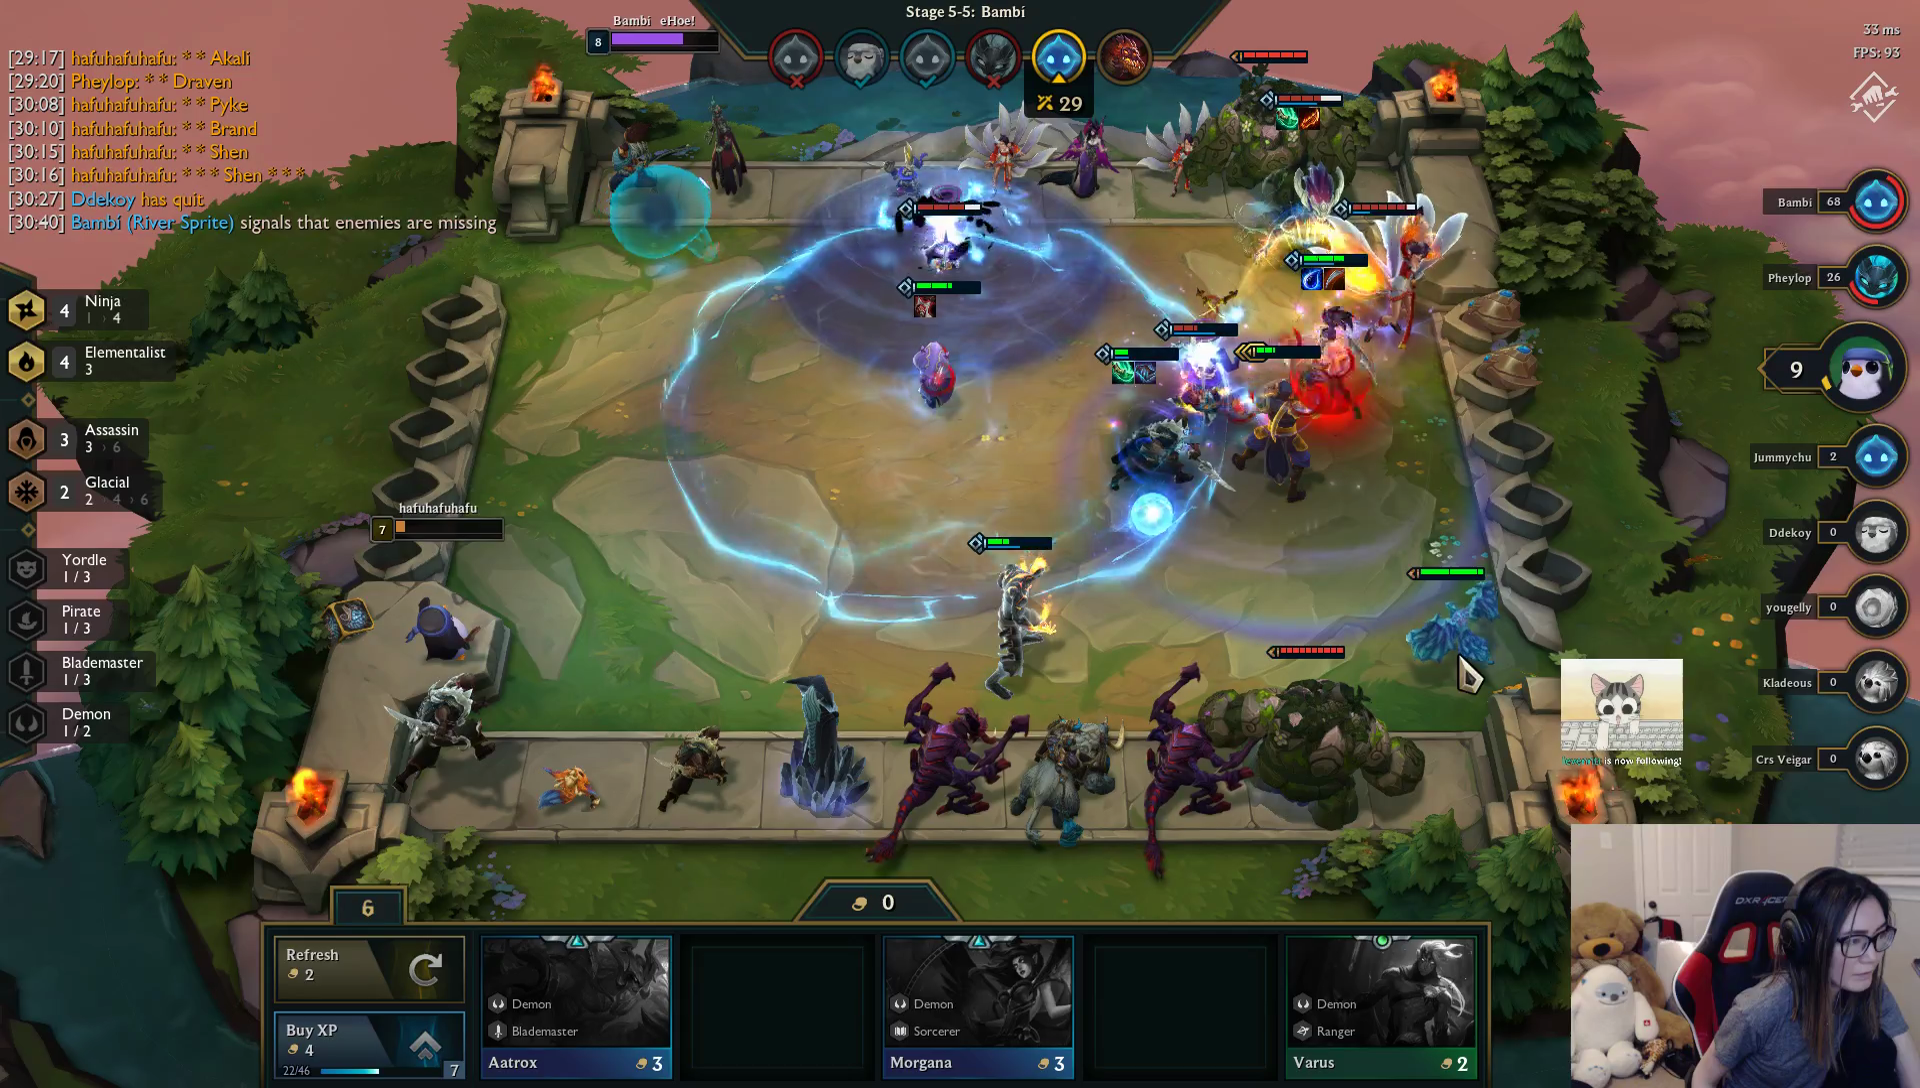 Stage 5-5: Bambí
33 ms
FPS: 93
Bambí eHoe!
8
29
[29:17] hafuhafuhafu: * * Akali
[29:20] Pheylop: * * Draven
[30:08] hafuhafuhafu: * * Pyke
[30:10] hafuhafuhafu: * * Brand
[30:15] hafuhafuhafu: * * Shen
[30:16] hafuhafuhafu: * * * Shen * * *
[30:27] Ddekoy has quit
[30:40] Bambí (River Sprite) signals that enemies are missing
4 Ninja
1 › 4
4 Elementalist
3
3 Assassin
3 › 6
2 Glacial
2 › 4 › 6
Yordle
1 / 3
Pirate
1 / 3
Blademaster
1 / 3
Demon
1 / 2
hafuhafuhafu
7
Bambí 68
Pheylop 26
9
Jummychu 2
Ddekoy 0
yougelly 0
Kladeous 0
Crs Veigar 0
is now following!
DXRACER
6
0
Refresh
2
Buy XP
4
22/46
7
Demon
Blademaster
Aatrox 3
Demon
Sorcerer
Morgana 3
Demon
Ranger
Varus 2